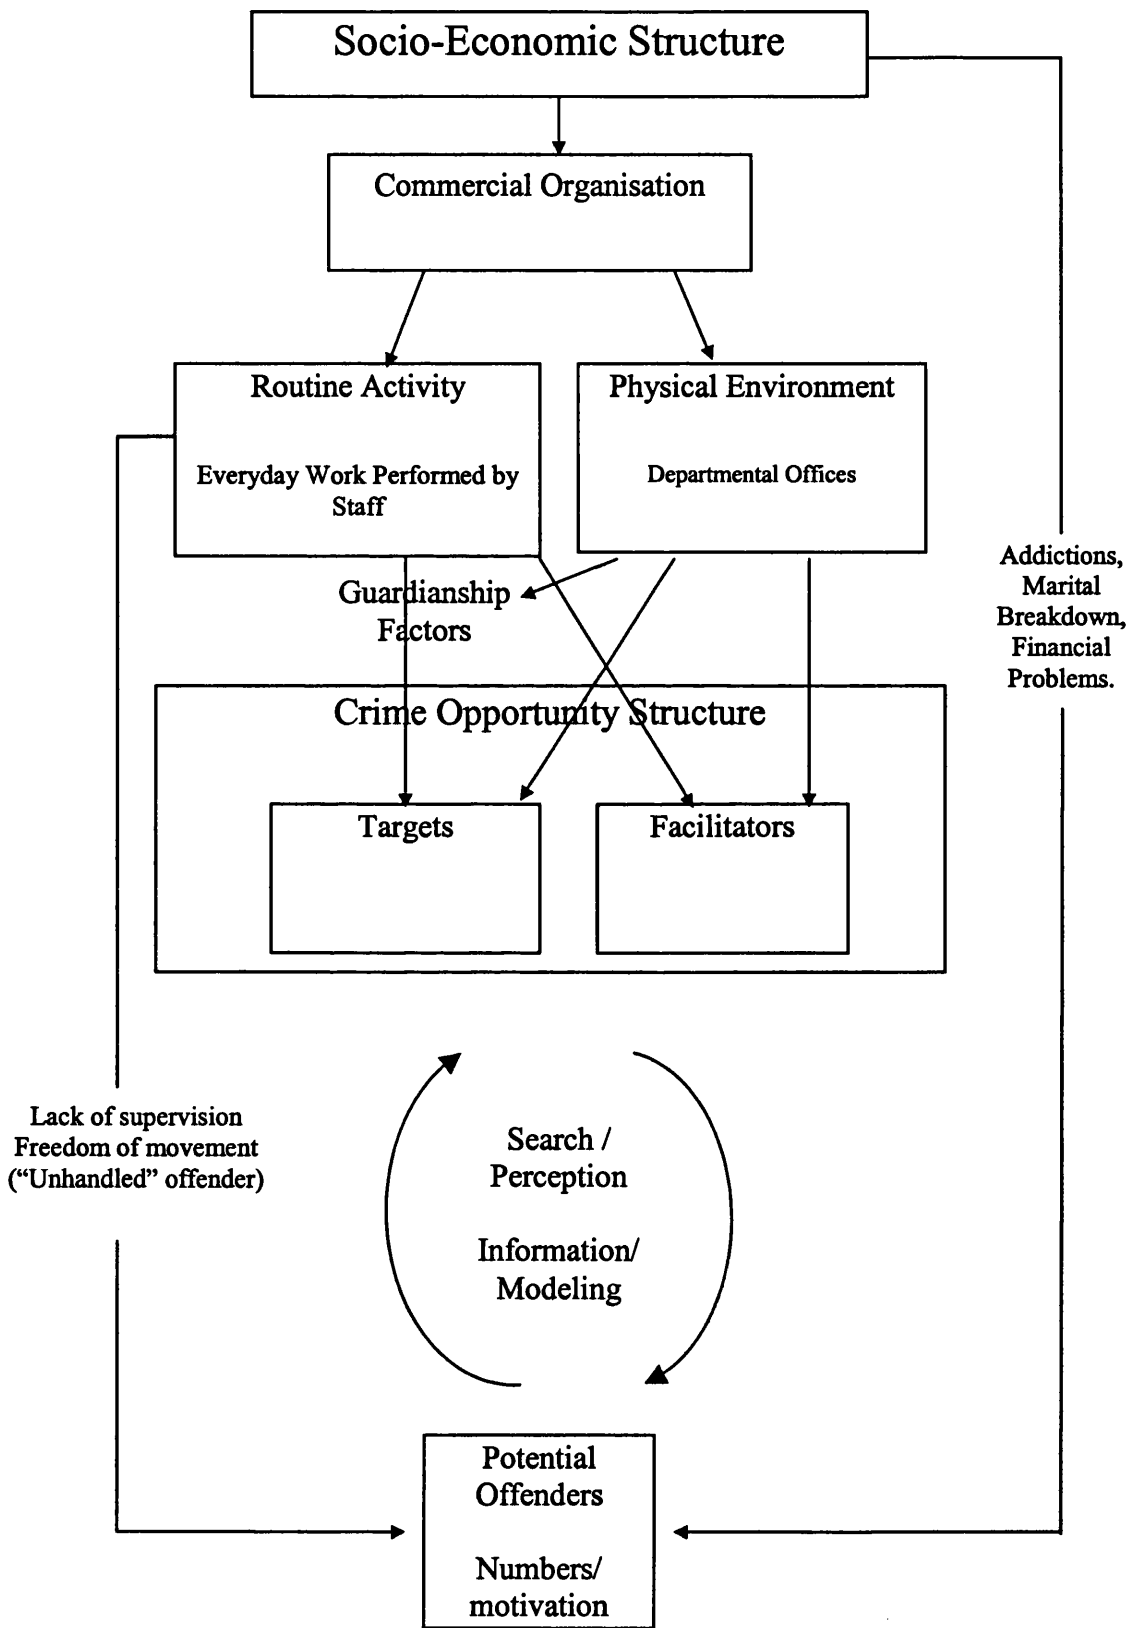 Socio-Economic Structure
Commercial Organisation
Routine Activity
Everyday Work Performed by
Staff
Physical Environment
Departmental Offices
Guardianship
Factors
Addictions,
Marital
Breakdown,
Financial
Problems.
Crime Opportunity Structure
Targets
Facilitators
Lack of supervision
Freedom of movement
(“Unhandled” offender)
Search /
Perception
Information/
Modeling
Potential
Offenders
Numbers/
motivation